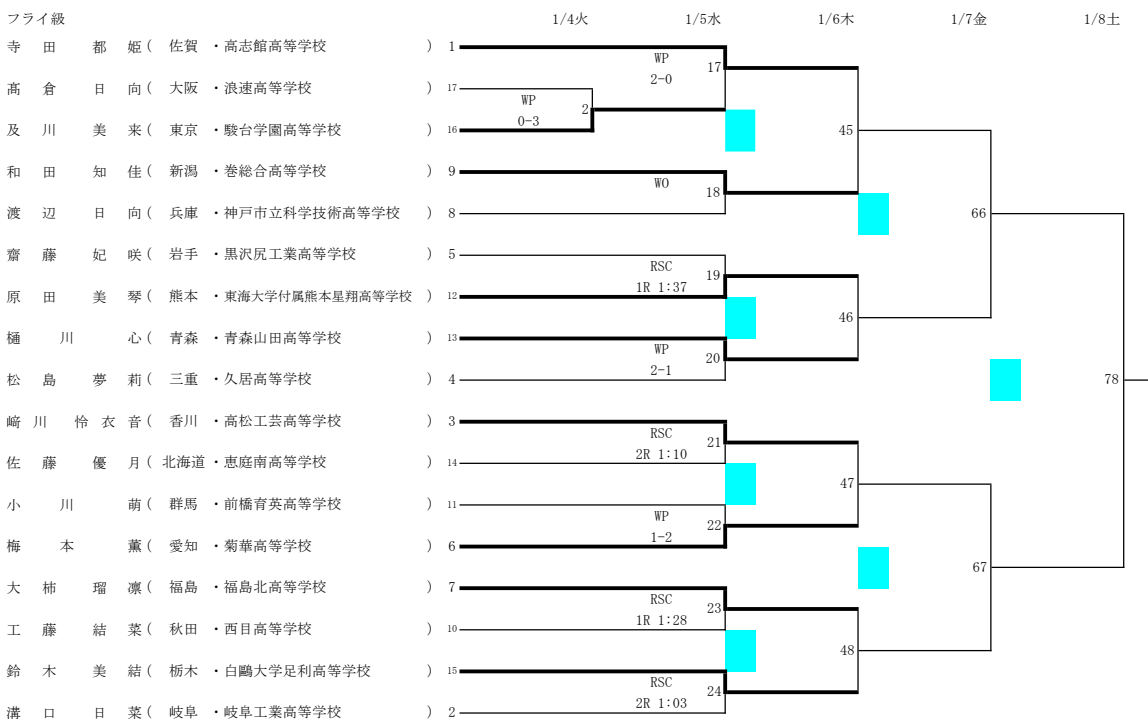 フライ級 1/4火 1/5水 1/6木 1/7金 1/8土
寺田都姫 ( 佐賀 ・高志館高等学校 ) 1
WP 17
2-0
髙倉日向 ( 大阪 ・浪速高等学校 ) 17
WP 2
0-3
及川美来 ( 東京 ・駿台学園高等学校 ) 16
45
和田知佳 ( 新潟 ・巻総合高等学校 ) 9
WO 18
渡辺日向 ( 兵庫 ・神戸市立科学技術高等学校 ) 8
66
齋藤妃咲 ( 岩手 ・黒沢尻工業高等学校 ) 5
RSC 19
1R 1:37
原田美琴 ( 熊本 ・東海大学付属熊本星翔高等学校 ) 12
46
樋川心 ( 青森 ・青森山田高等学校 ) 13
WP 20
2-1
松島夢莉 ( 三重 ・久居高等学校 ) 4
78
﨑川怜衣音 ( 香川 ・高松工芸高等学校 ) 3
RSC 21
2R 1:10
佐藤優月 ( 北海道 ・恵庭南高等学校 ) 14
47
小川萌 ( 群馬 ・前橋育英高等学校 ) 11
WP 22
1-2
梅本薫 ( 愛知 ・菊華高等学校 ) 6
67
大柿瑠凛 ( 福島 ・福島北高等学校 ) 7
RSC 23
1R 1:28
工藤結菜 ( 秋田 ・西目高等学校 ) 10
48
鈴木美結 ( 栃木 ・白鷗大学足利高等学校 ) 15
RSC 24
2R 1:03
溝口日菜 ( 岐阜 ・岐阜工業高等学校 ) 2